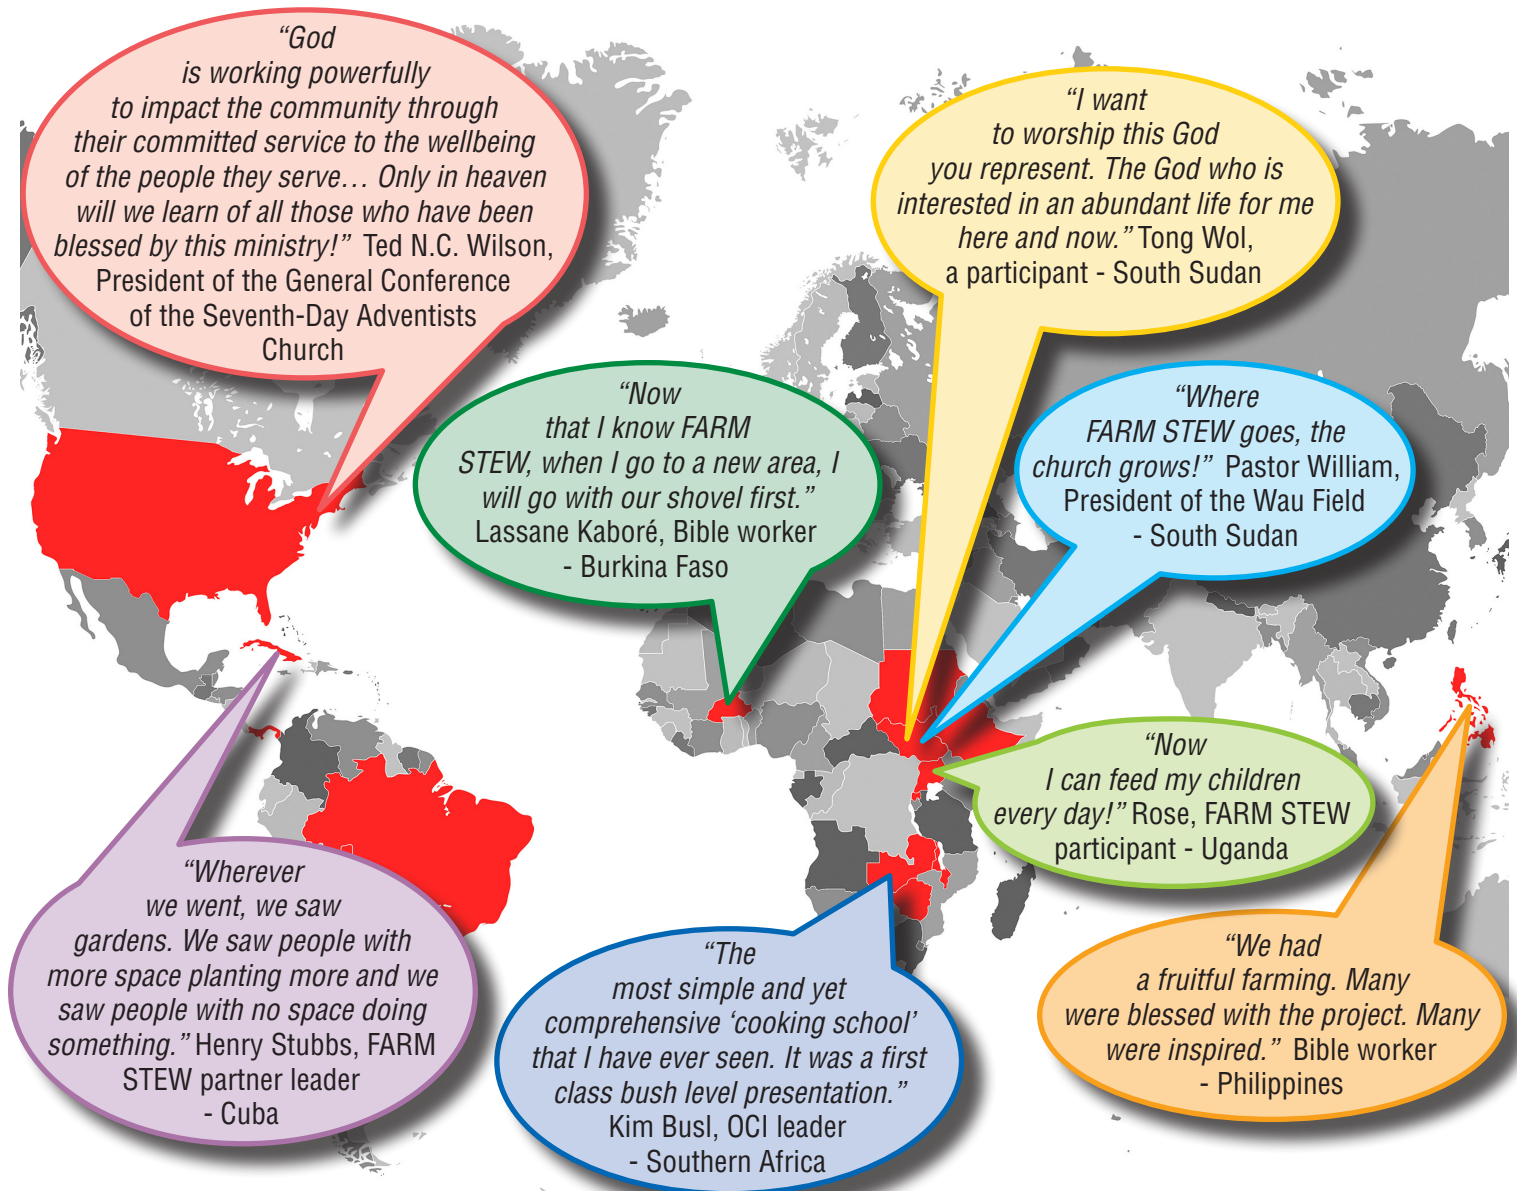 “God
is working powerfully
to impact the community through
their committed service to the wellbeing
of the people they serve… Only in heaven
will we learn of all those who have been
blessed by this ministry!” Ted N.C. Wilson,
President of the General Conference
of the Seventh-Day Adventists
Church
“I want
to worship this God
you represent. The God who is
interested in an abundant life for me
here and now.” Tong Wol,
a participant - South Sudan
“Now
that I know FARM
STEW, when I go to a new area, I
will go with our shovel first.”
Lassane Kaboré, Bible worker
- Burkina Faso
“Where
FARM STEW goes, the
church grows!” Pastor William,
President of the Wau Field
- South Sudan
“Now
I can feed my children
every day!” Rose, FARM STEW
participant - Uganda
“Wherever
we went, we saw
gardens. We saw people with
more space planting more and we
saw people with no space doing
something.” Henry Stubbs, FARM
STEW partner leader
- Cuba
“The
most simple and yet
comprehensive ‘cooking school’
that I have ever seen. It was a first
class bush level presentation.”
Kim Busl, OCI leader
- Southern Africa
“We had
a fruitful farming. Many
were blessed with the project. Many
were inspired.” Bible worker
- Philippines